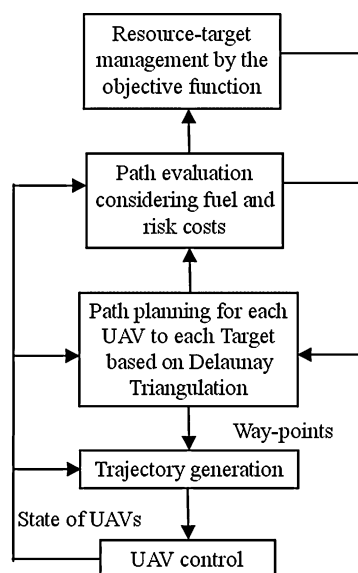 Resource-target
management by the
objective function
Path evaluation
considering fuel and
risk costs
Path planning for each
UAV to each Target
based on Delaunay
Triangulation
Way-points
Trajectory generation
State of UAVs
UAV control